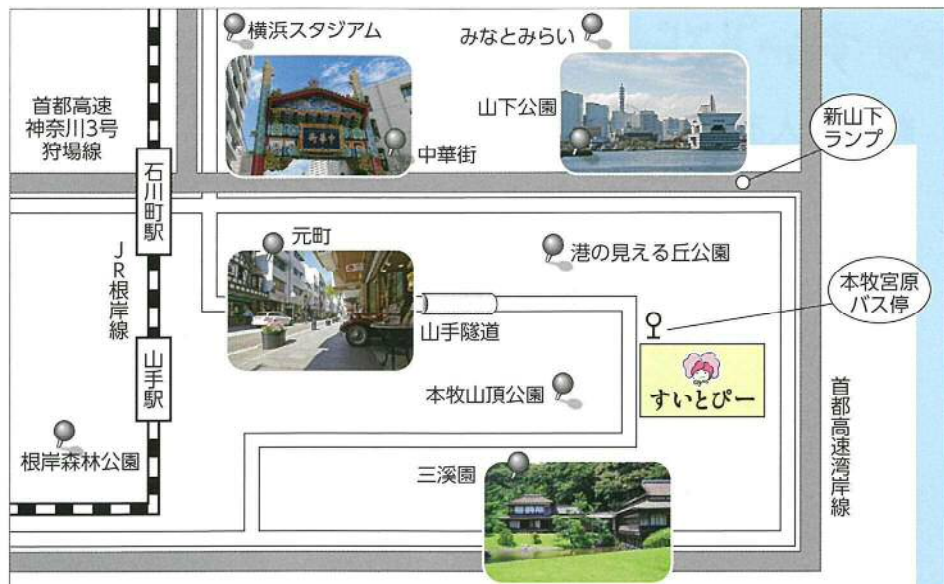 横浜スタジアム
みなとみらい
首都高速
神奈川3号
狩場線
山下公園
新山下
ランプ
中華街
石川町駅
元町
港の見える丘公園
JR根岸線
本牧宮原
バス停
山手隧道
山手駅
本牧山頂公園
すいとぴー
首都高速湾岸線
根岸森林公園
三溪園